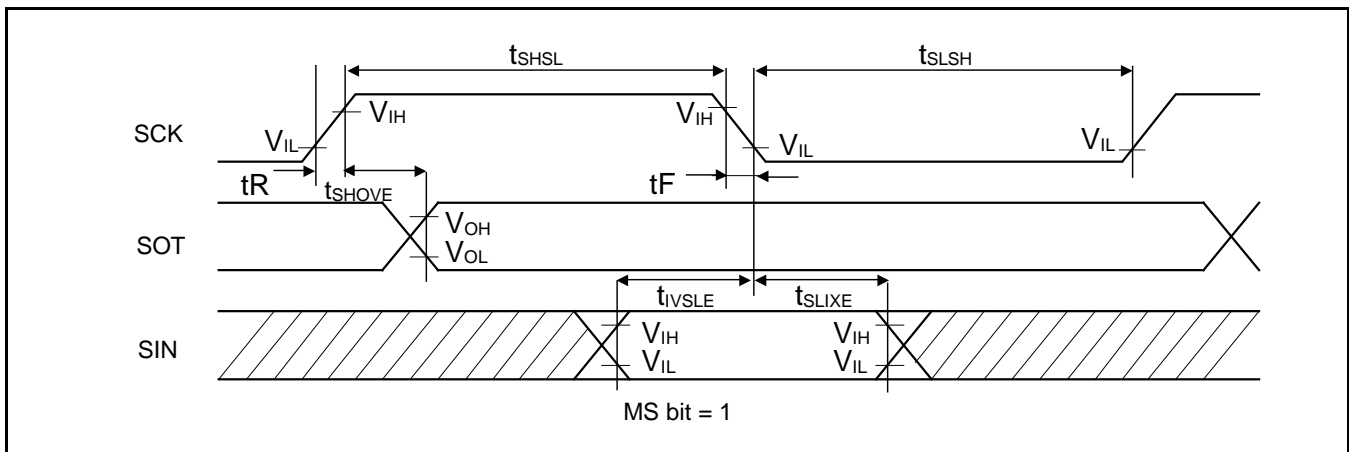 tSHSL
tSLSH
SCK
VIH
VIH
VIL
VIL
VIL
tR
tSHOVE
tF
SOT
VOH
VOL
tIVSLE
tSLIXE
SIN
VIH
VIH
VIL
VIL
MS bit = 1